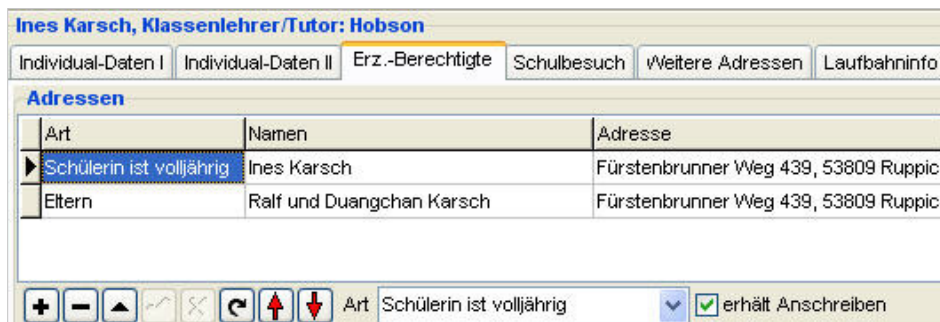 Ines Karsch, Klassenlehrer/Tutor: Hobson
Individual-Daten I Individual-Daten II Erz.-Berechtigte Schulbesuch Weitere Adressen Laufbahninfo
Adressen
Art Namen Adresse
Schülerin ist volljährig Ines Karsch Fürstenbrunner Weg 439, 53809 Ruppic
Eltern Ralf und Duangchan Karsch Fürstenbrunner Weg 439, 53809 Ruppic
Art Schülerin ist volljährig erhält Anschreiben